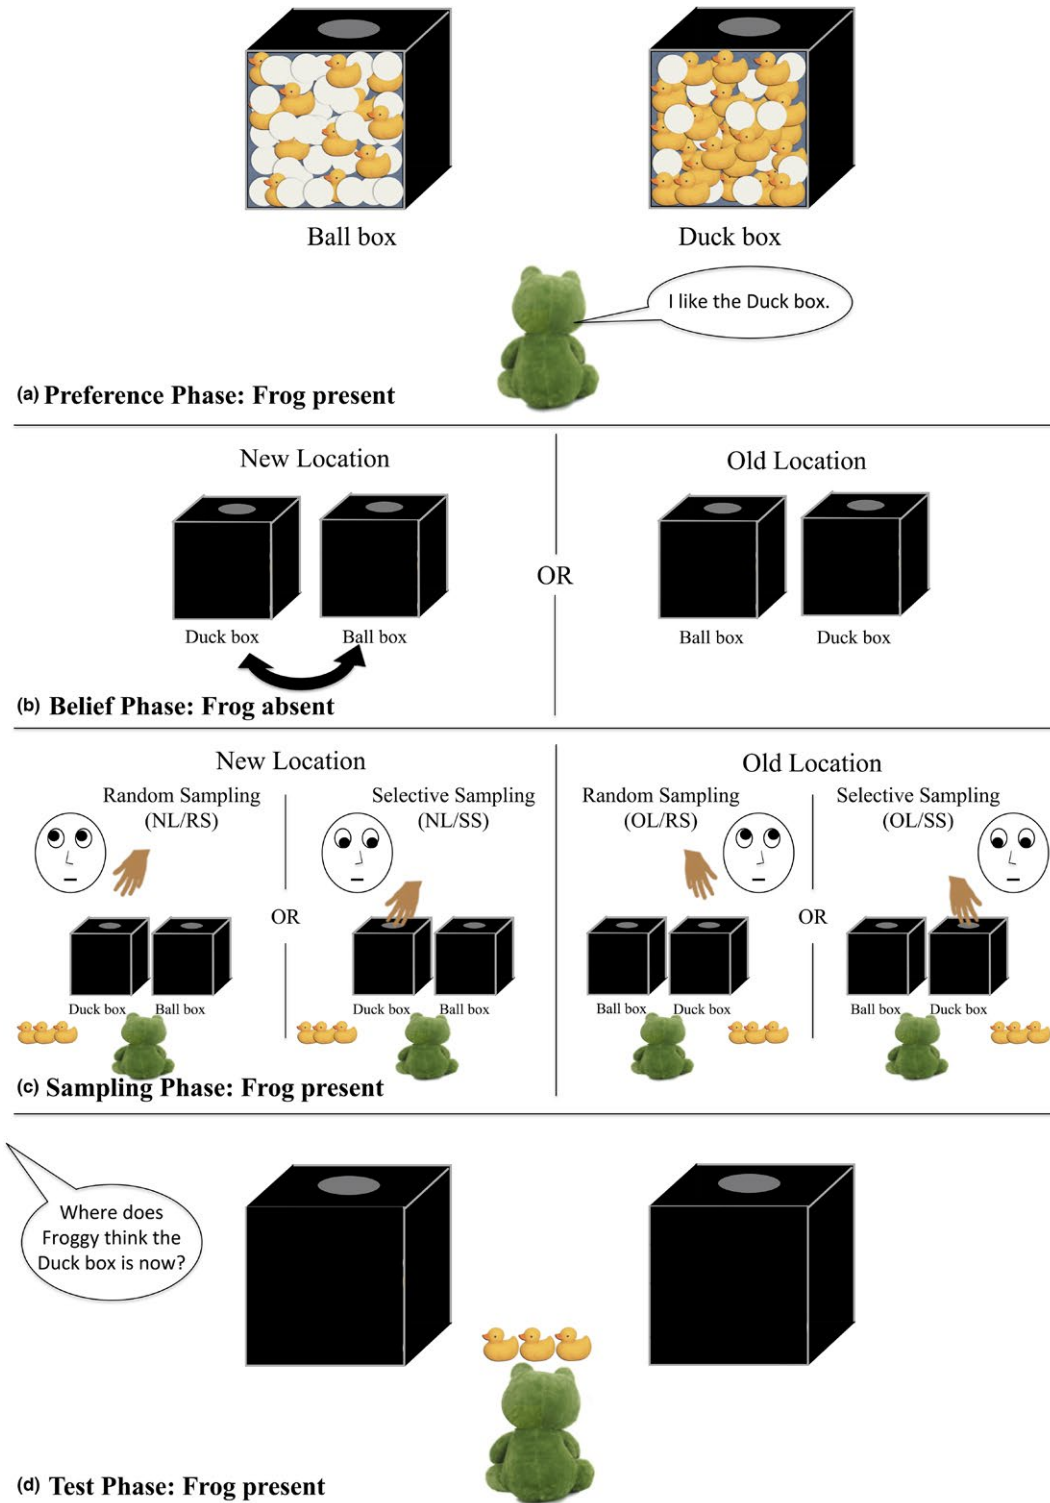 Ball box
Duck box
I like the Duck box.
(a) Preference Phase: Frog present
New Location
Old Location
OR
Duck box
Ball box
Ball box
Duck box
(b) Belief Phase: Frog absent
New Location
Old Location
Random Sampling
(NL/RS)
Selective Sampling
(NL/SS)
Random Sampling
(OL/RS)
Selective Sampling
(OL/SS)
OR
OR
Duck box
Ball box
Duck box
Ball box
Ball box
Duck box
Ball box
Duck box
(c) Sampling Phase: Frog present
Where does
Froggy think the
Duck box is now?
(d) Test Phase: Frog present